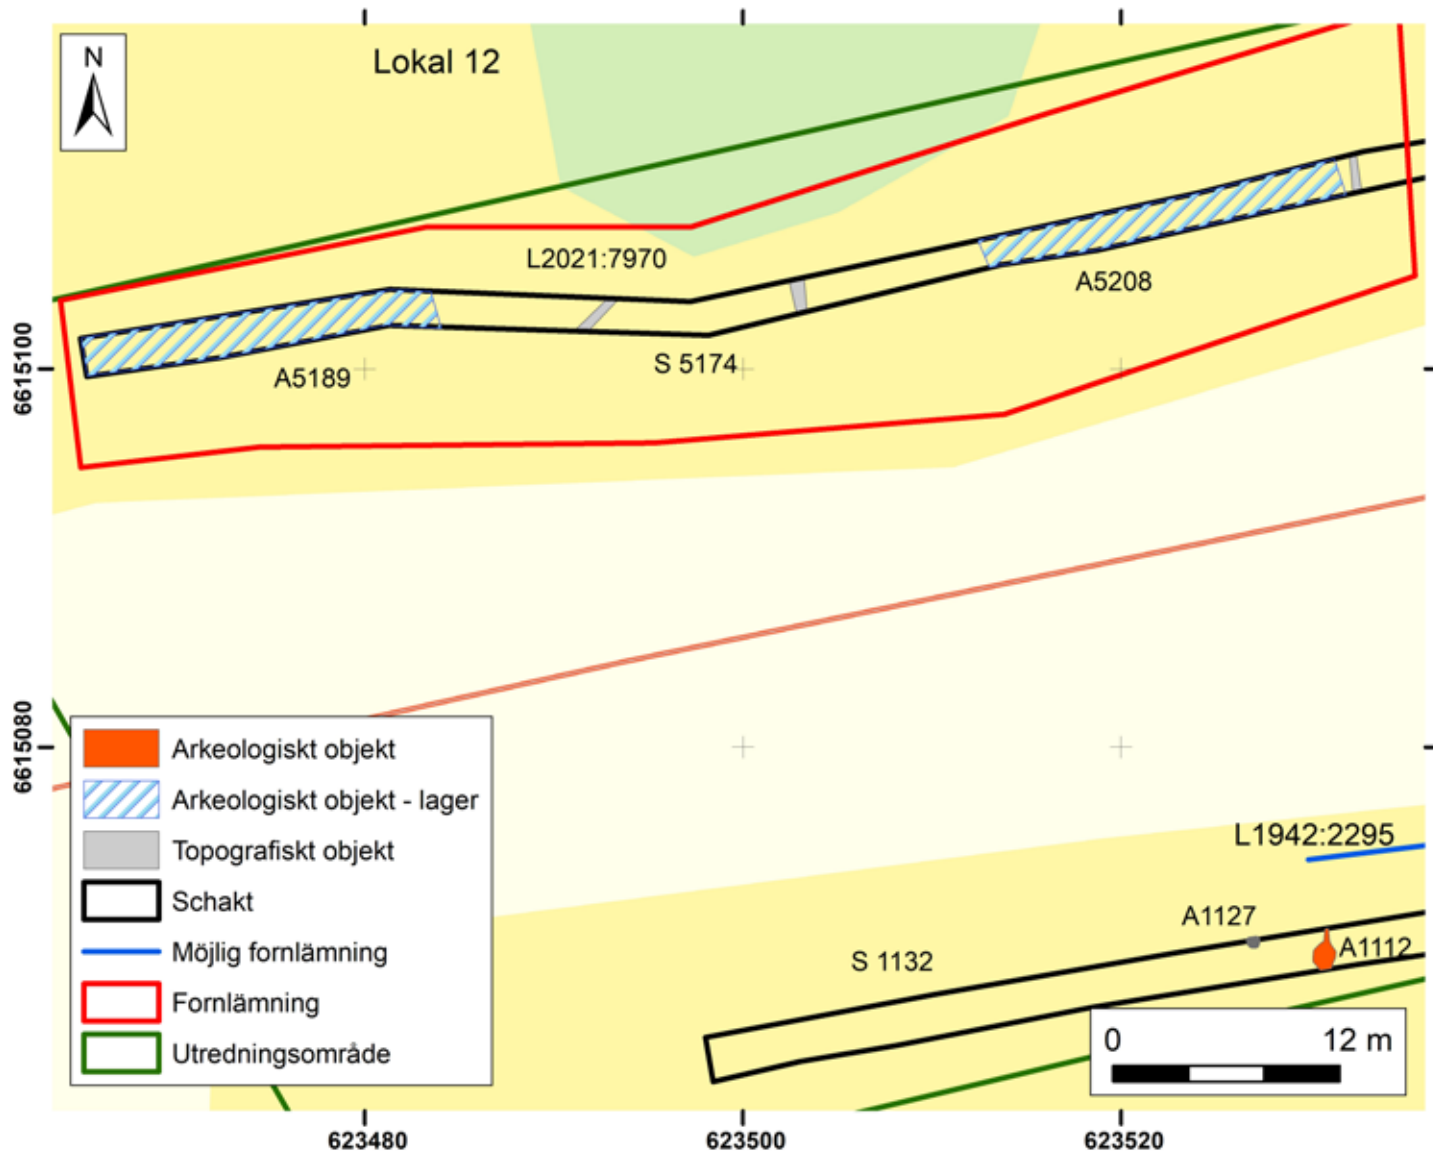 N
Lokal 12
L2021:7970
A5208
A5189
S 5174
6615100
6615080
L1942:2295
A1127
A1112
S 1132
Arkeologiskt objekt
Arkeologiskt objekt - lager
Topografiskt objekt
Schakt
Möjlig fornlämning
Fornlämning
Utredningsområde
0 12 m
623480 623500 623520